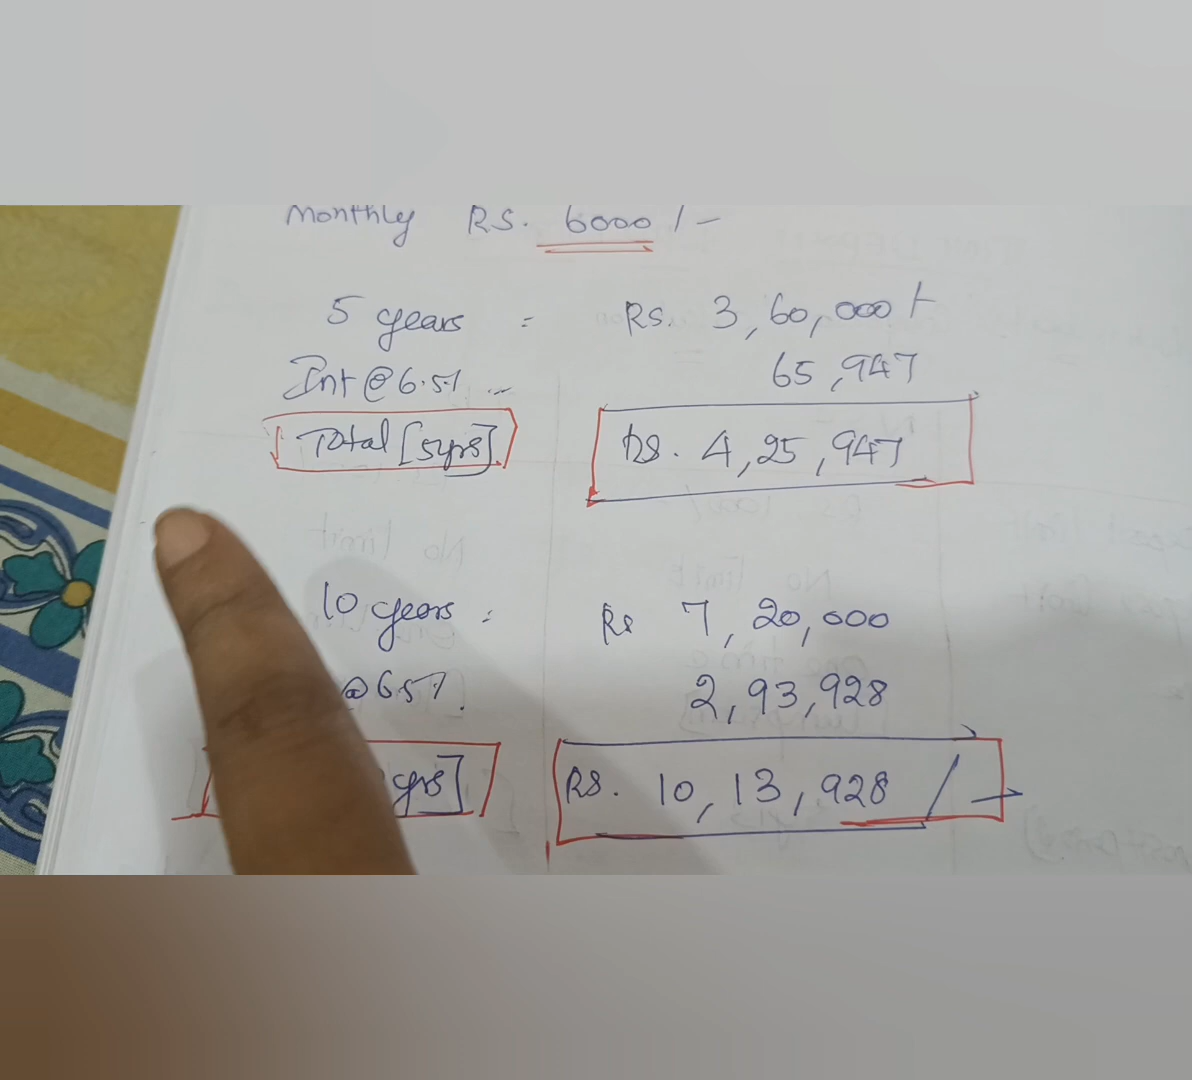 Monthly RS. 6000/-
5 years = Rs. 3,60,000/-
Int @ 6.5% 65,947
Total [5yrs] Rs. 4,25,947
10 years : Rs 7,20,000
@ 6.5%. 2,93,928
yrs] RS. 10,13,928/-